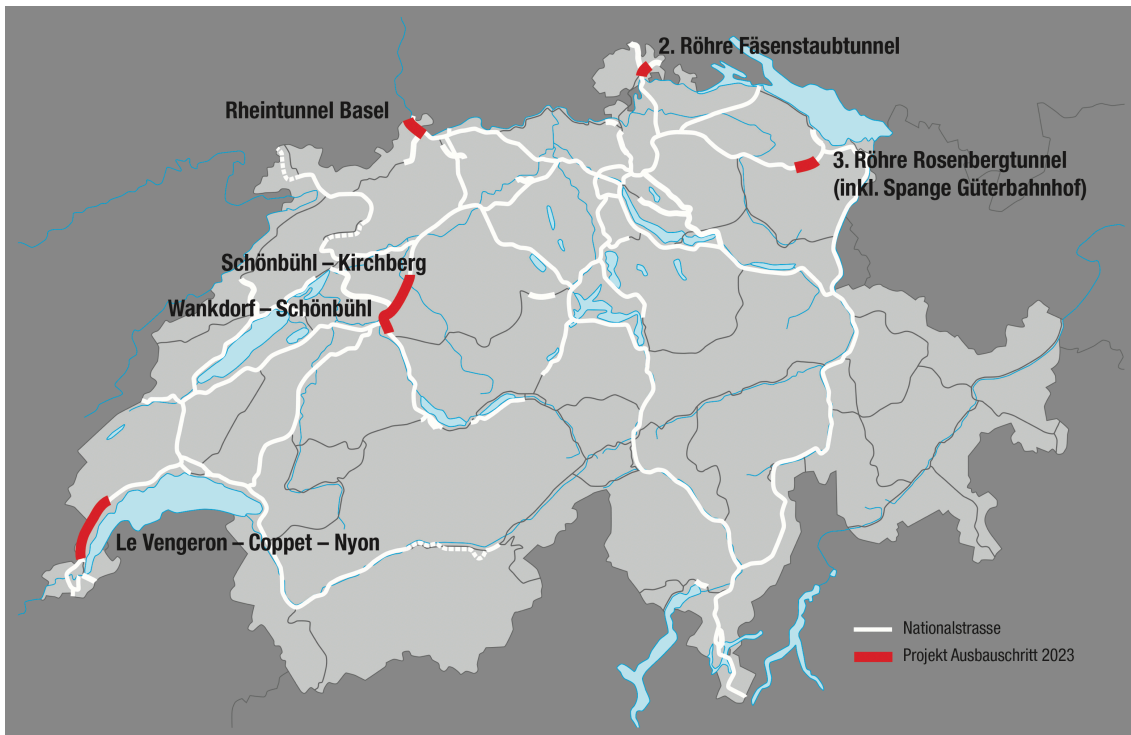 2. Röhre Fäsenstaubtunnel
Rheintunnel Basel
3. Röhre Rosenbergtunnel
(inkl. Spange Güterbahnhof)
Schönbühl – Kirchberg
Wankdorf – Schönbühl
Le Vengeron – Coppet – Nyon
Nationalstrasse
Projekt Ausbauschritt 2023